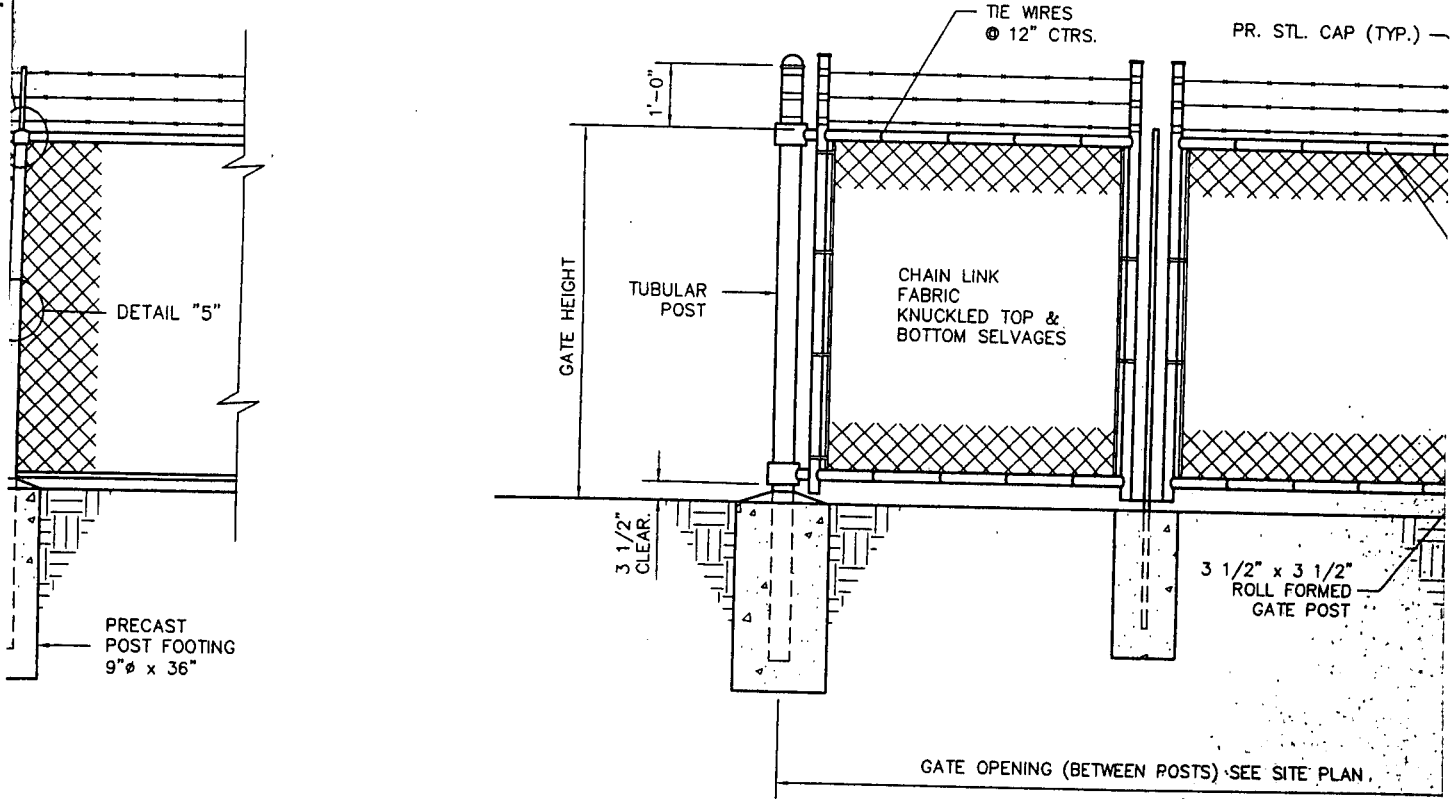 TIE WIRES
@ 12" CTRS.
PR. STL. CAP (TYP.)
1'-0"
GATE HEIGHT
DETAIL "5"
TUBULAR
POST
CHAIN LINK
FABRIC
KNUCKLED TOP &
BOTTOM SELVAGES
3 1/2"
CLEAR.
3 1/2" x 3 1/2"
ROLL FORMED
GATE POST
PRECAST
POST FOOTING
9"ø x 36"
GATE OPENING (BETWEEN POSTS) SEE SITE PLAN.